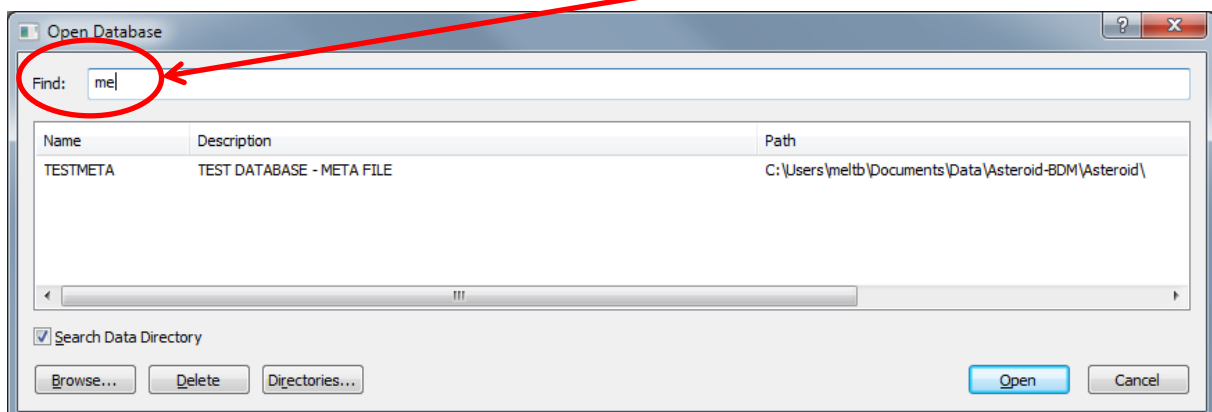 Open Database
Find: me
Name Description Path
TESTMETA TEST DATABASE - META FILE C:\Users\meltb\Documents\Data\Asteroid-BDM\Asteroid\
Search Data Directory
Browse... Delete Directories... Open Cancel